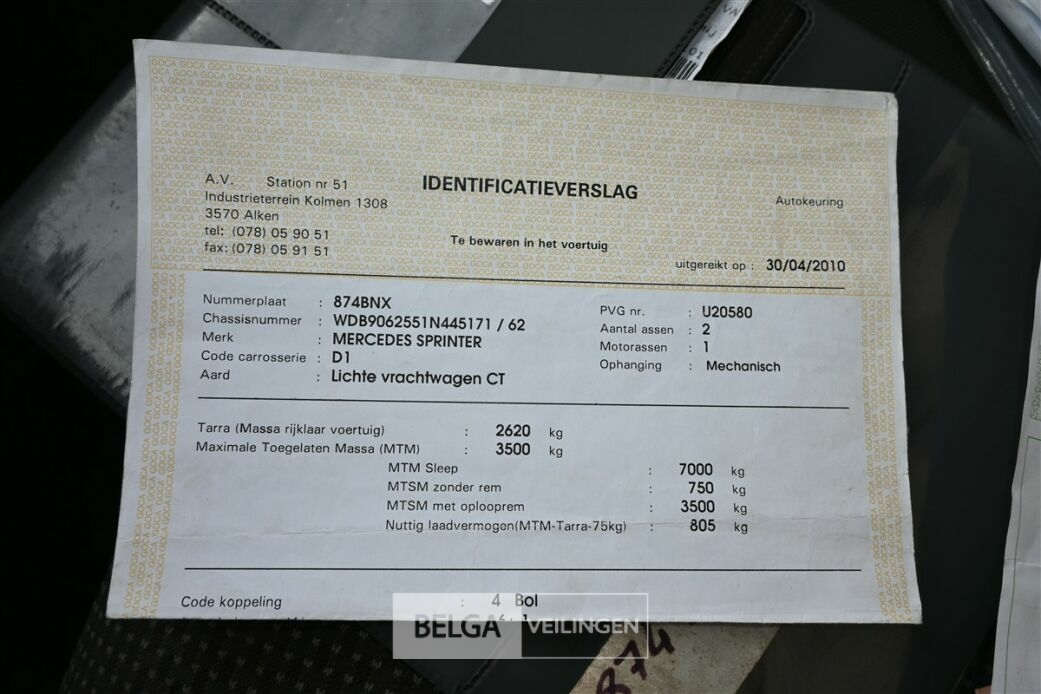 A.V. Station nr 51
Industrieterrein Kolmen 1308
3570 Alken
tel: (078) 05 90 51
fax: (078) 05 91 51
IDENTIFICATIEVERSLAG
Te bewaren in het voertuig
Autokeuring
uitgereikt op : 30/04/2010
Nummerplaat : 874BNX
Chassisnummer : WDB9062551N445171 / 62
Merk : MERCEDES SPRINTER
Code carrosserie : D1
Aard : Lichte vrachtwagen CT
PVG nr. : U20580
Aantal assen : 2
Motorassen : 1
Ophanging : Mechanisch
Tarra (Massa rijklaar voertuig) : 2620 kg
Maximale Toegelaten Massa (MTM) : 3500 kg
MTM Sleep : 7000 kg
MTSM zonder rem : 750 kg
MTSM met oplooprem : 3500 kg
Nuttig laadvermogen(MTM-Tarra-75kg) : 805 kg
Code koppeling : 4 Bol
BELGA VEILINGEN
874